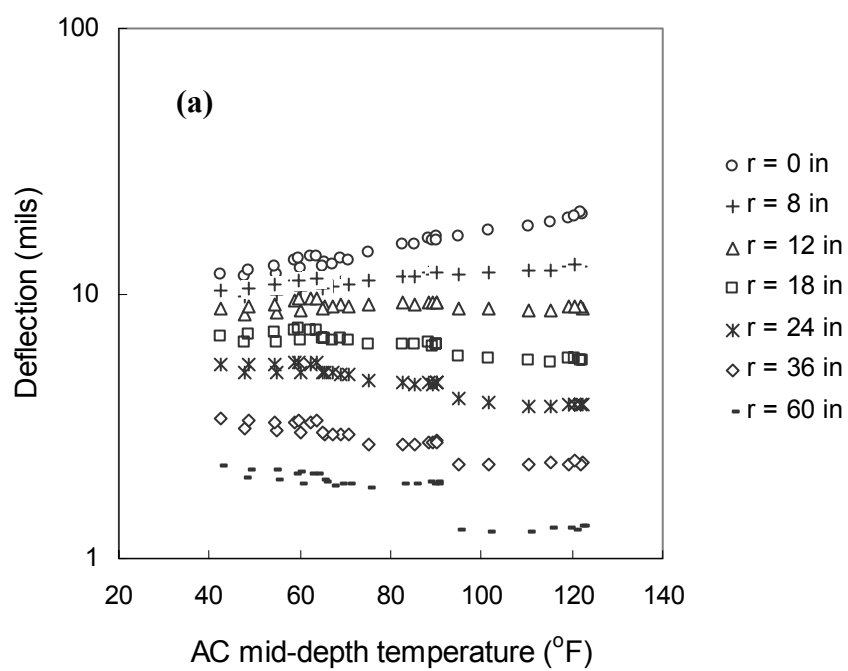 100
(a)
Deflection (mils)
10
1
20 40 60 80 100 120 140
AC mid-depth temperature (°F)
r = 0 in
r = 8 in
r = 12 in
r = 18 in
r = 24 in
r = 36 in
r = 60 in